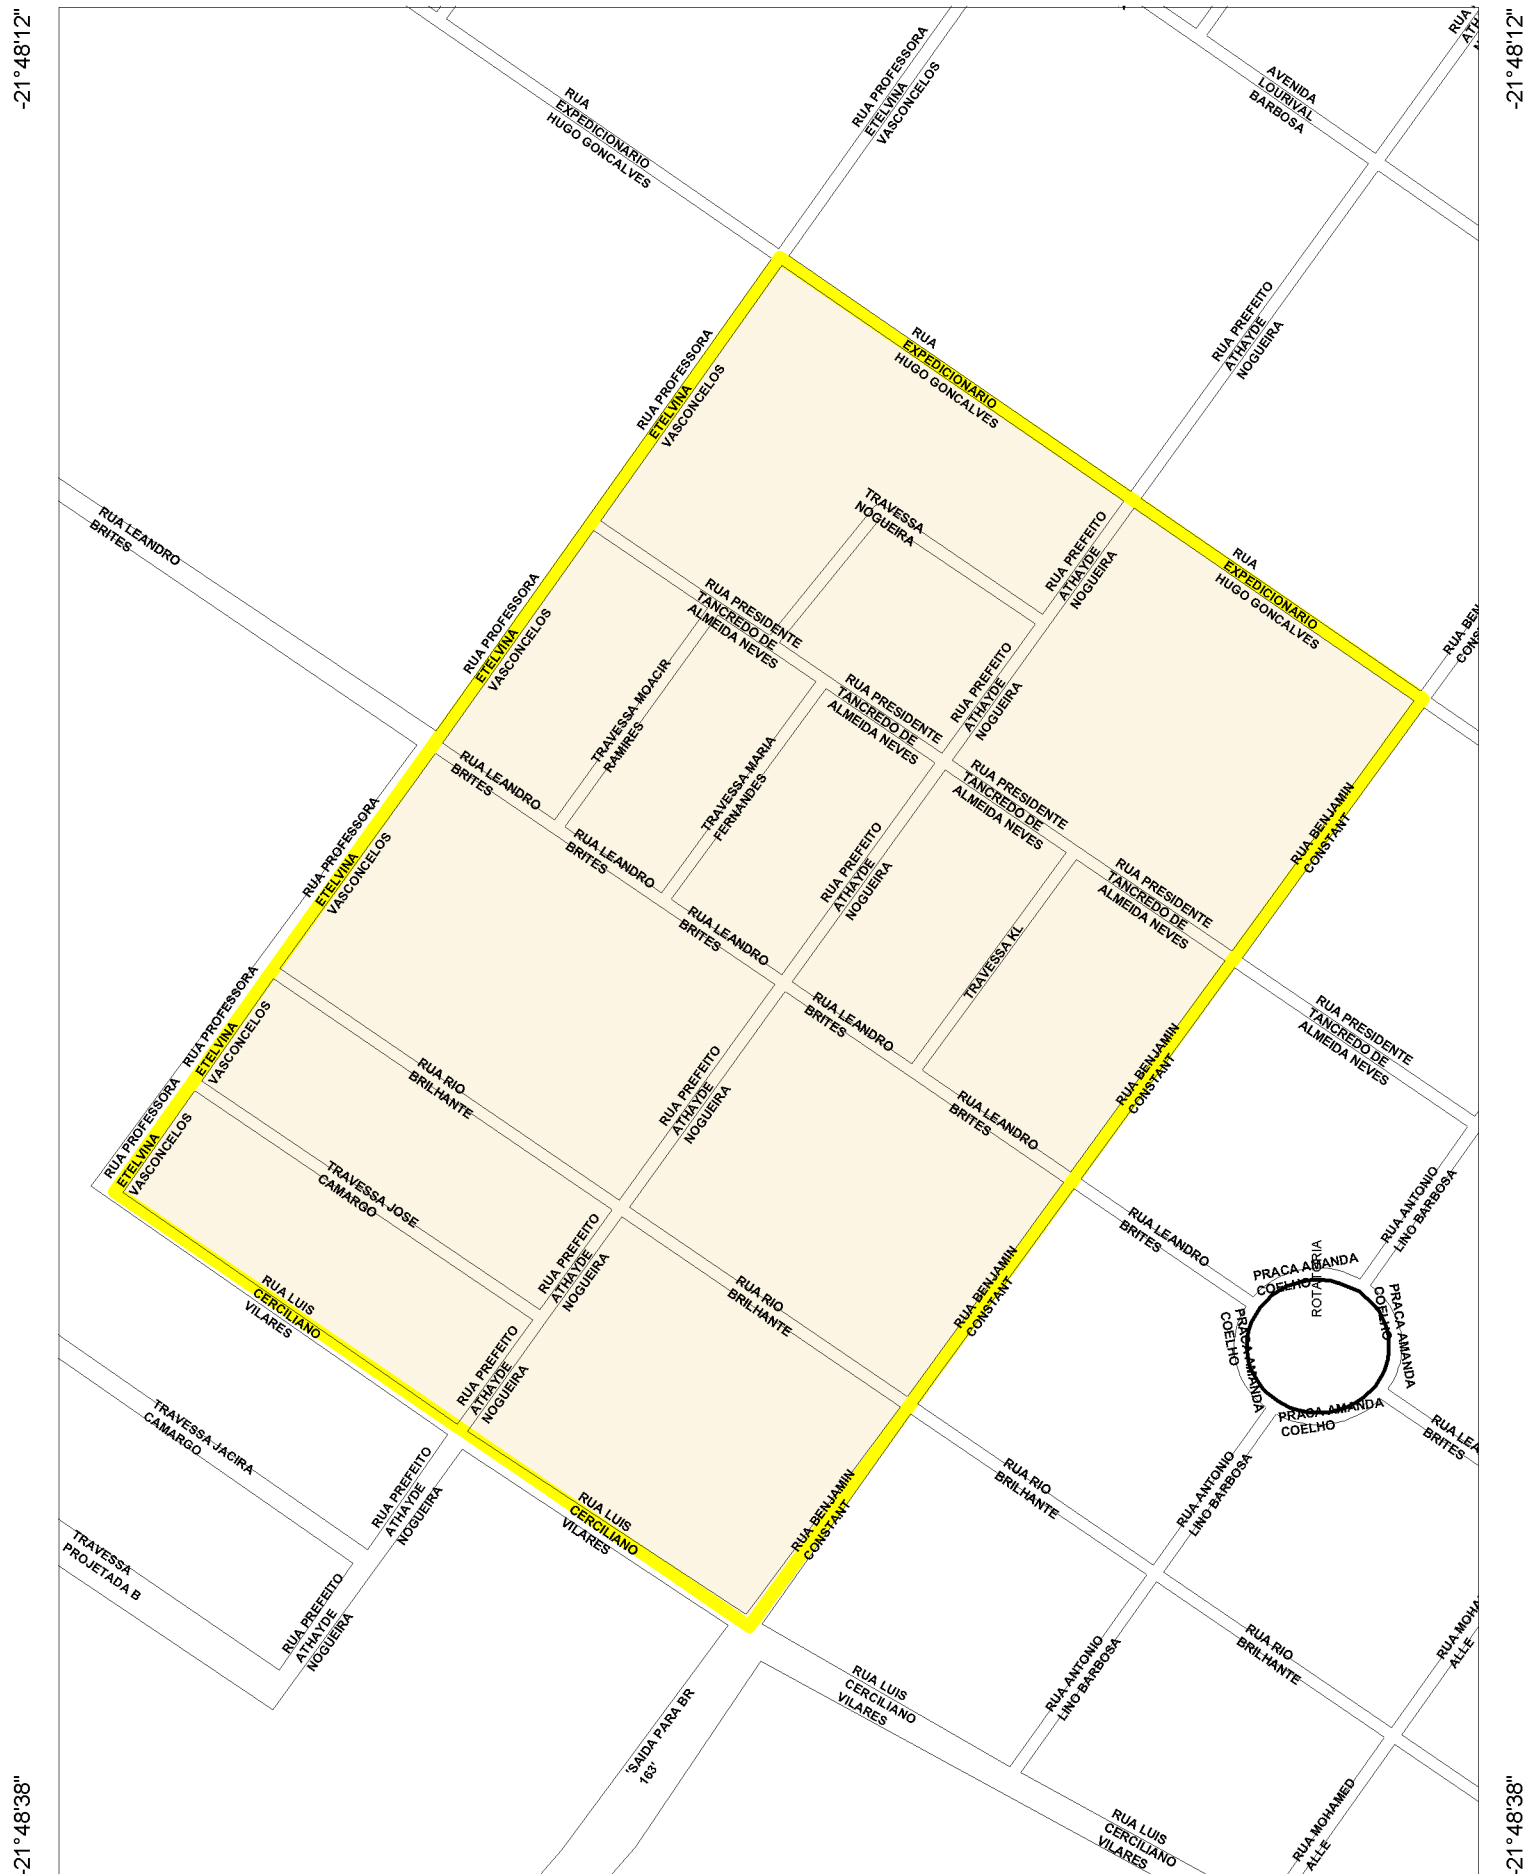 -21°48'12"
-21°48'12"
RUA
EXPEDICIONARIO
HUGO GONCALVES
RUA PROFESSORA
ETELVINA
VASCONCELOS
AVENIDA
LOURIVAL
BARBOSA
RUA
RUA PREFEITO
ATHAYDE
NOGUEIRA
RUA PROFESSORA
ETELVINA
VASCONCELOS
RUA
EXPEDICIONARIO
HUGO GONCALVES
RUA LEANDRO
BRITES
TRAVESSA
NOGUEIRA
RUA PREFEITO
ATHAYDE
NOGUEIRA
RUA
EXPEDICIONARIO
HUGO GONCALVES
RUA BEN
CONS
RUA PROFESSORA
ETELVINA
VASCONCELOS
RUA PRESIDENTE
TANCREDO DE
ALMEIDA NEVES
TRAVESSA MOACIR
RAMIRES
RUA PRESIDENTE
TANCREDO DE
ALMEIDA NEVES
RUA PREFEITO
ATHAYDE
NOGUEIRA
RUA LEANDRO
BRITES
TRAVESSA MARIA
FERNANDES
RUA PRESIDENTE
TANCREDO DE
ALMEIDA NEVES
RUA BENJAMIN
CONSTANT
RUA PROFESSORA
ETELVINA
VASCONCELOS
RUA LEANDRO
BRITES
RUA PREFEITO
ATHAYDE
NOGUEIRA
RUA PRESIDENTE
TANCREDO DE
ALMEIDA NEVES
RUA LEANDRO
BRITES
TRAVESSA KL
RUA PROFESSORA
ETELVINA
VASCONCELOS
RUA LEANDRO
BRITES
RUA BENJAMIN
CONSTANT
RUA PRESIDENTE
TANCREDO DE
ALMEIDA NEVES
RUA RIO
BRILHANTE
RUA PREFEITO
ATHAYDE
NOGUEIRA
RUA LEANDRO
BRITES
RUA PROFESSORA
ETELVINA
VASCONCELOS
TRAVESSA JOSE
CAMARGO
RUA PREFEITO
ATHAYDE
NOGUEIRA
RUA LEANDRO
BRITES
RUA ANTONIO
LINO BARBOSA
RUA LUIS
CERCILIANO
VILARES
RUA RIO
BRILHANTE
RUA BENJAMIN
CONSTANT
PRACA AMANDA
COELHO
ROTATORIA
PRACA AMANDA
COELHO
PRACA AMANDA
COELHO
PRACA AMANDA
COELHO
RUA PREFEITO
ATHAYDE
NOGUEIRA
TRAVESSA JACIRA
CAMARGO
RUA PREFEITO
ATHAYDE
NOGUEIRA
RUA LUIS
CERCILIANO
VILARES
RUA BENJAMIN
CONSTANT
RUA RIO
BRILHANTE
RUA ANTONIO
LINO BARBOSA
RUA LEA
BRITES
TRAVESSA
PROJETADA B
RUA PREFEITO
ATHAYDE
NOGUEIRA
'SAIDA PARA BR
163'
RUA LUIS
CERCILIANO
VILARES
RUA ANTONIO
LINO BARBOSA
RUA RIO
BRILHANTE
RUA MOHA
ALLE
RUA LUIS
CERCILIANO
VILARES
RUA MOHAMED
ALLE
-21°48'38"
-21°48'38"